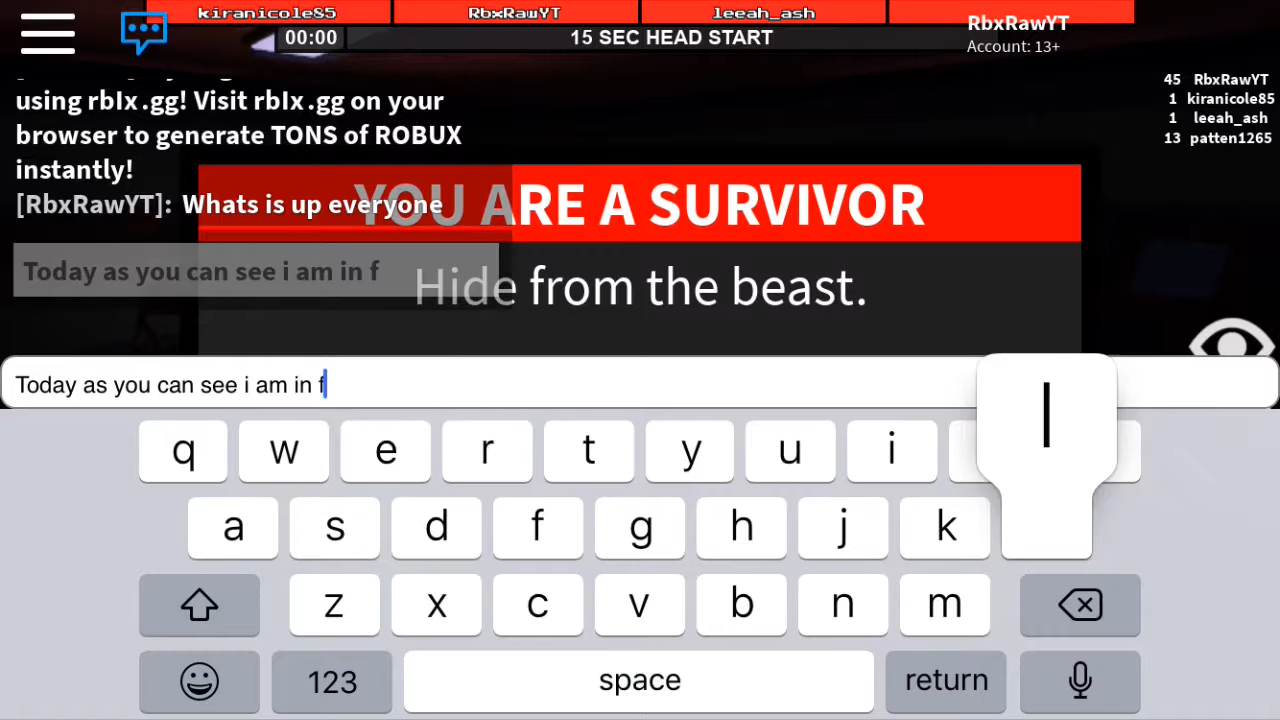 kiranicole85
RbxRawYT
leeah_ash
RbxRawYT
Account: 13+
00:00
15 SEC HEAD START
45 RbxRawYT
1 kiranicole85
1 leeah_ash
13 patten1265
using rbIx.gg! Visit rbIx.gg on your
browser to generate TONS of ROBUX
instantly!
[RbxRawYT]: Whats is up everyone
YOU ARE A SURVIVOR
Today as you can see i am in f
Hide from the beast.
Today as you can see i am in f
q w e r t y u i
l
a s d f g h j k
z x c v b n m
123 space return